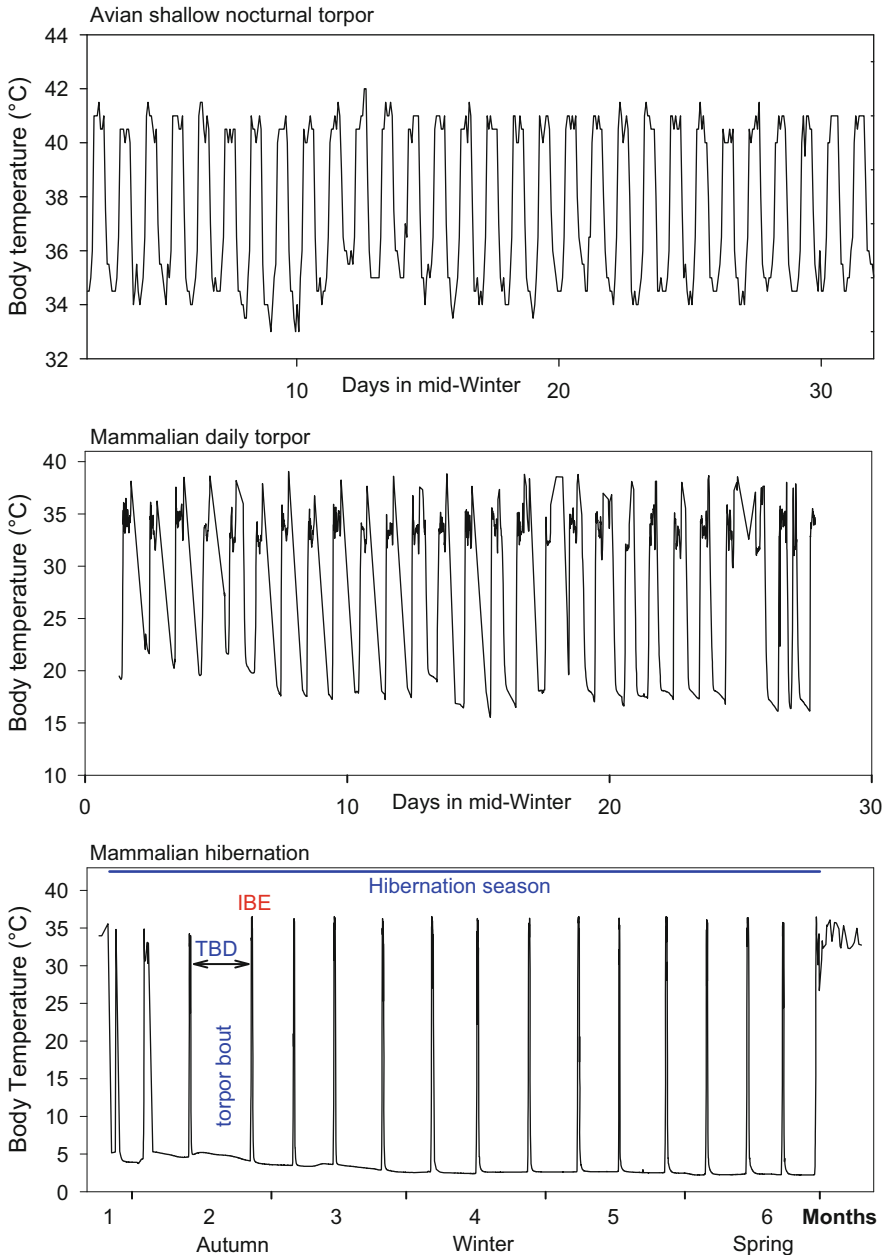 Avian shallow nocturnal torpor
Body temperature (°C)
44
42
40
38
36
34
32
10
20
30
Days in mid-Winter
Mammalian daily torpor
Body temperature (°C)
40
35
30
25
20
15
10
0
10
20
30
Days in mid-Winter
Mammalian hibernation
Body Temperature (°C)
40
35
30
25
20
15
10
5
0
Hibernation season
IBE
TBD
torpor bout
1 2 3 4 5 6 Months
Autumn Winter Spring